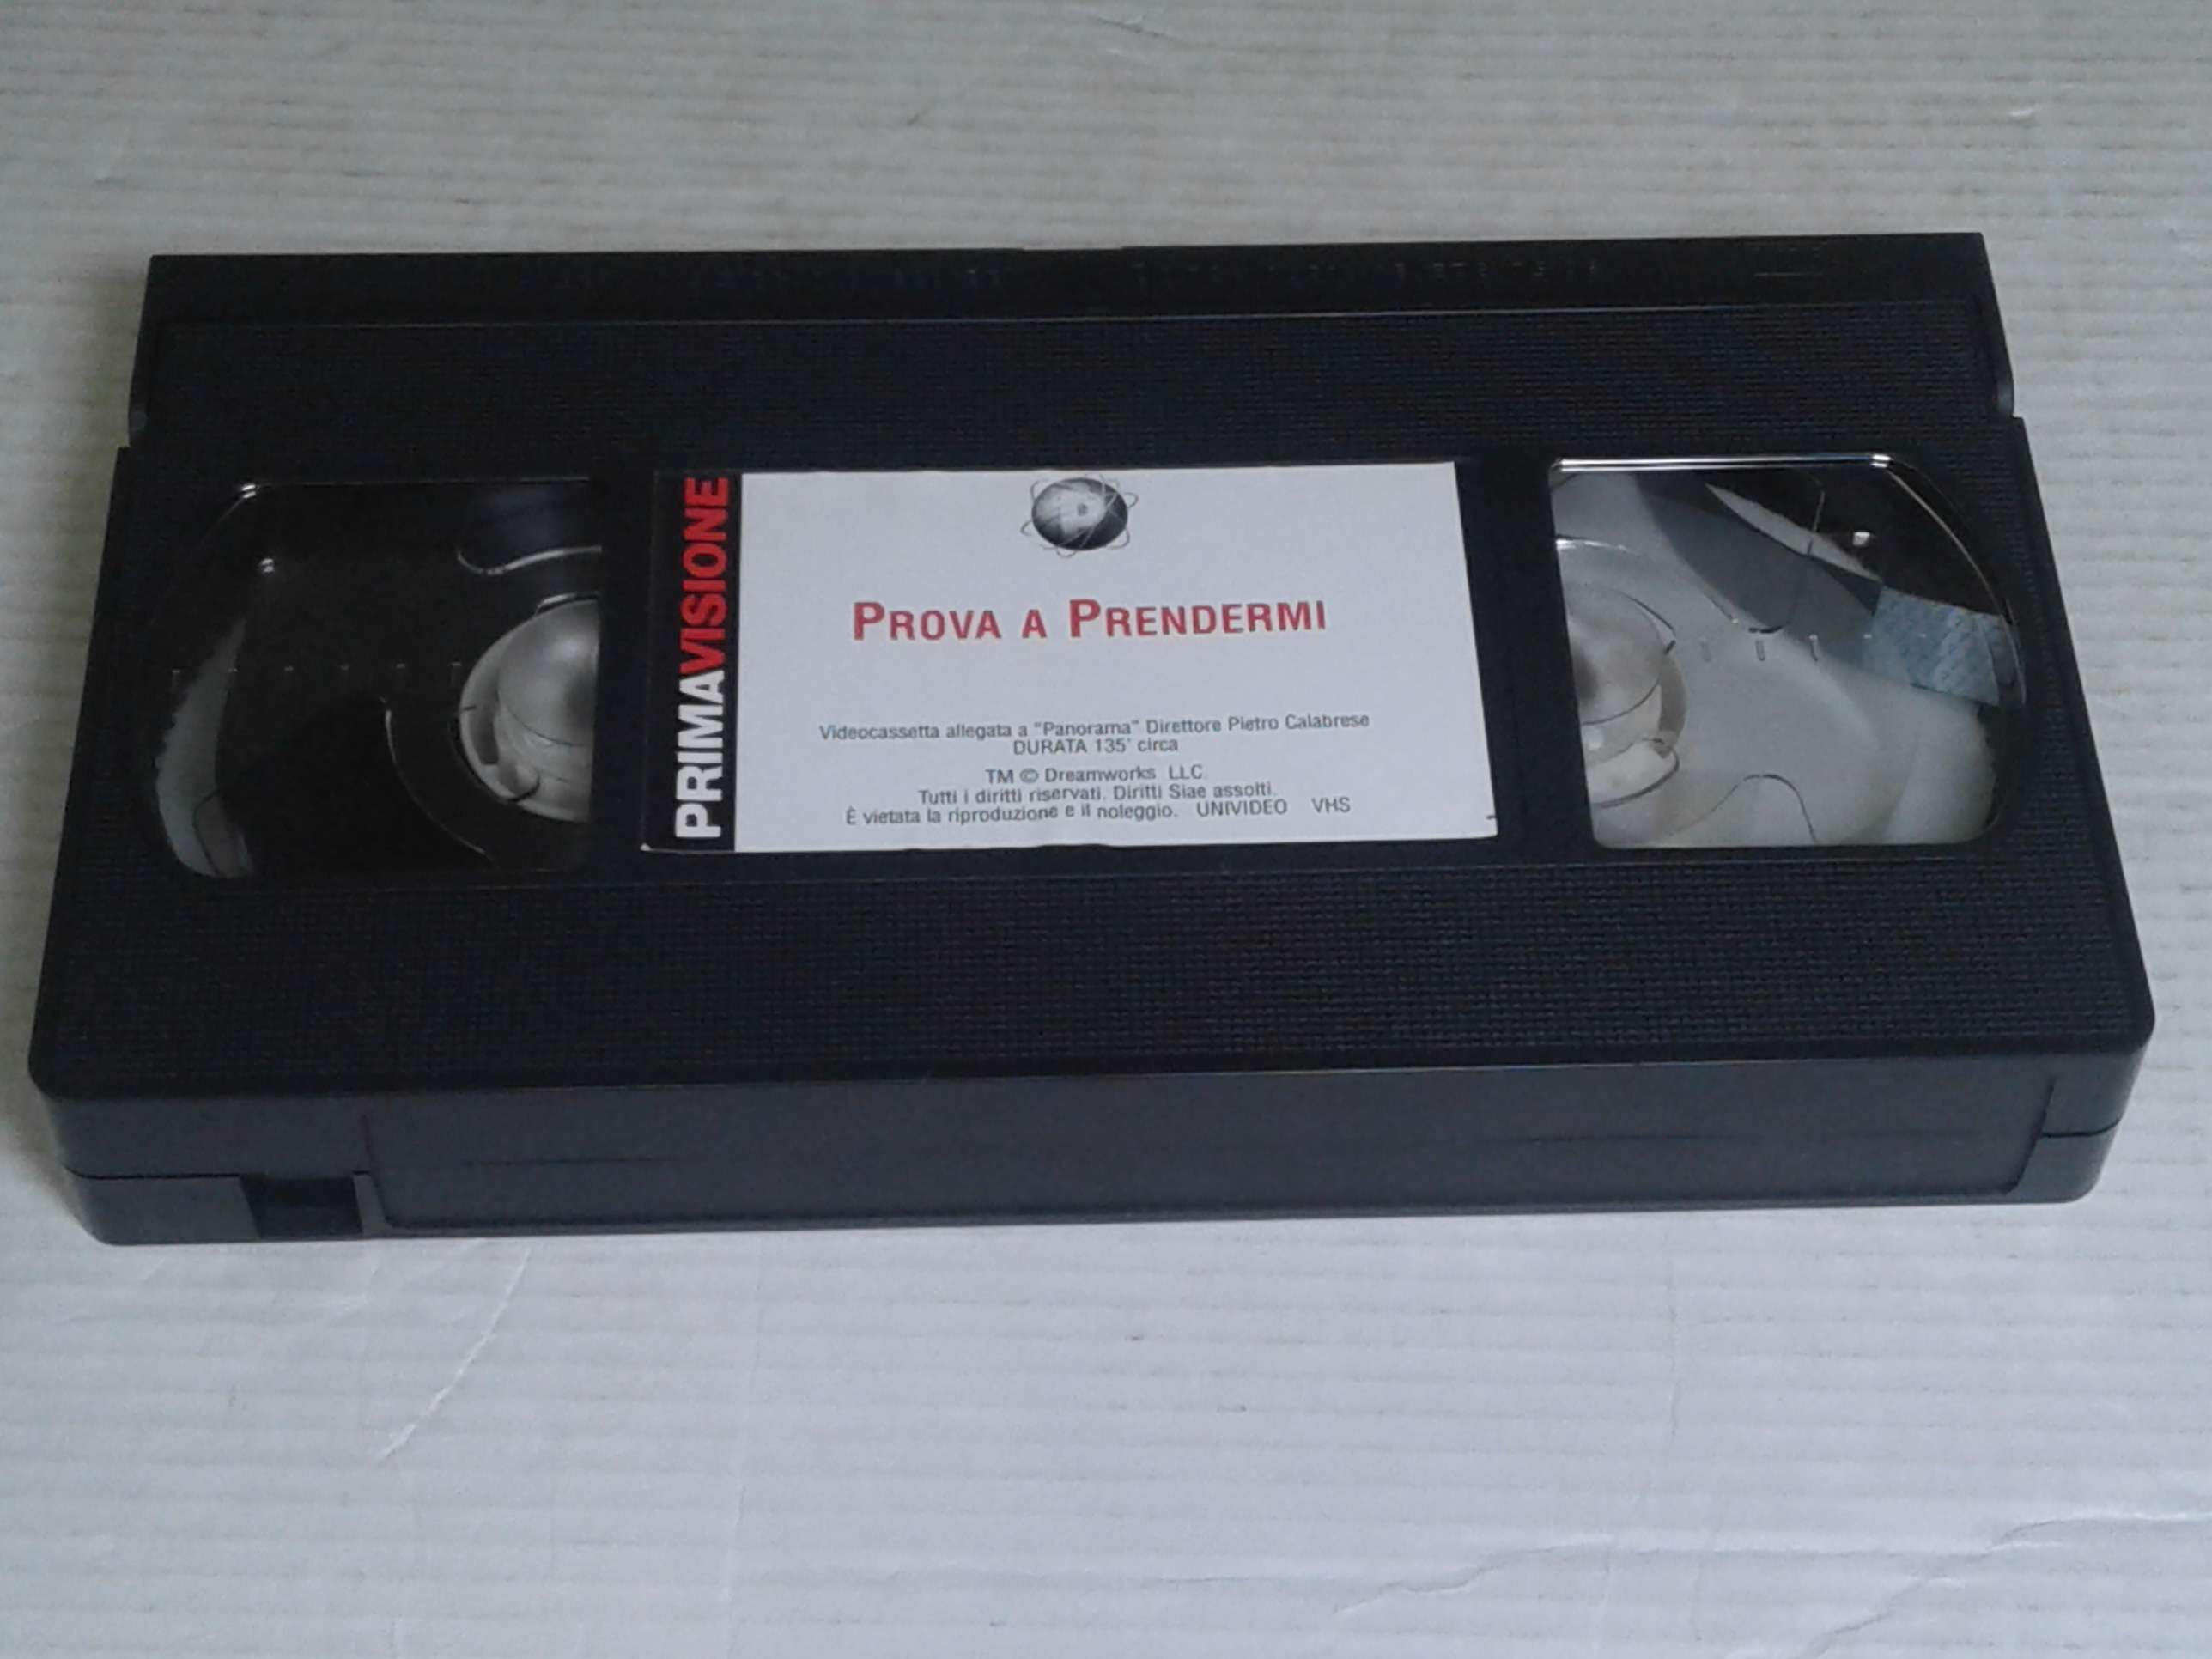 PRIMAVISIONE
PROVA A PRENDERMI
Videocassetta allegata a "Panorama" Direttore Pietro Calabrese
DURATA 135' circa
TM © Dreamworks LLC.
Tutti i diritti riservati. Diritti Siae assolti.
È vietata la riproduzione e il noleggio. UNIVIDEO VHS